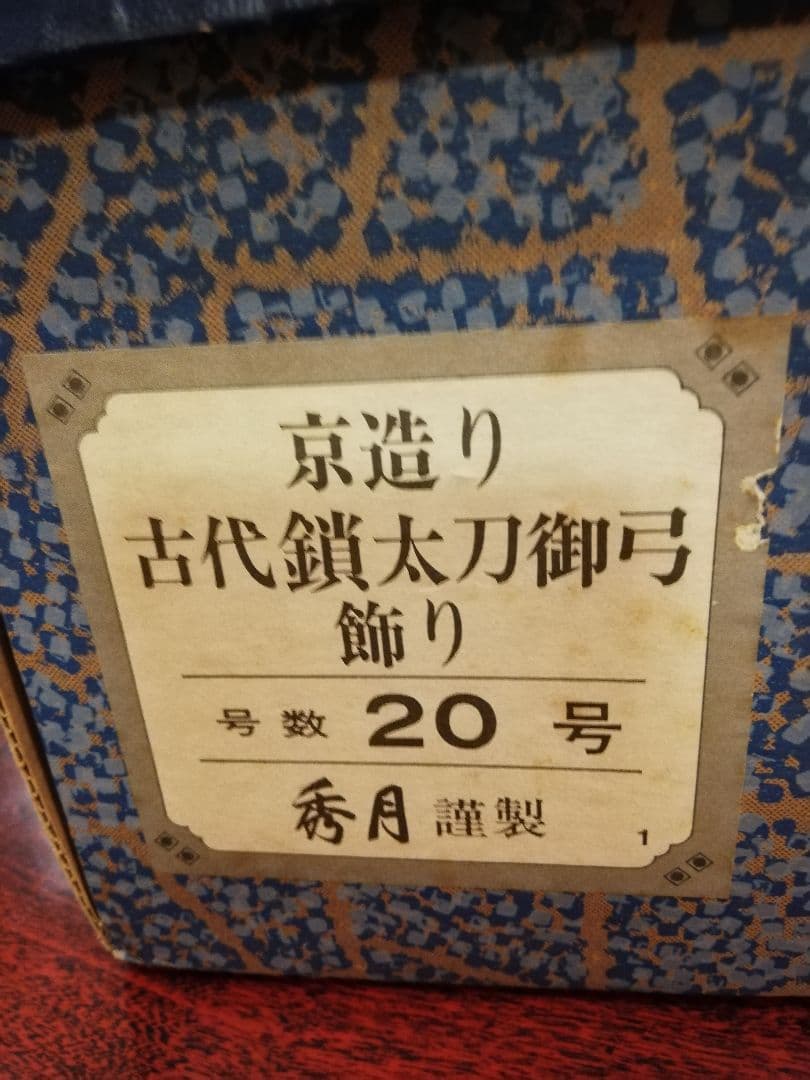 京造り
古代鎖太刀御弓
飾り
号数 20 号
秀月 謹製 1